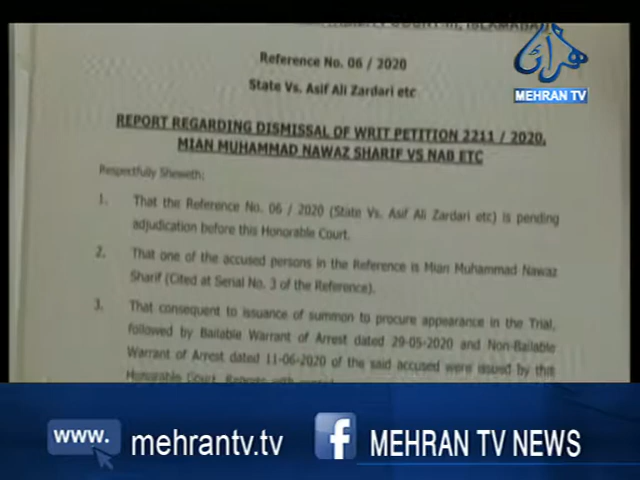 COURT-III, ISLAMABAD
مہران
MEHRAN TV
Reference No. 06 / 2020
State Vs. Asif Ali Zardari etc
REPORT REGARDING DISMISSAL OF WRIT PETITION 2211 / 2020,
MIAN MUHAMMAD NAWAZ SHARIF VS NAB ETC
Respectfully Sheweth:
1. That the Reference No. 06 / 2020 (State Vs. Asif Ali Zardari etc) is pending
adjudication before this Honorable Court.
2. That one of the accused persons in the Reference is Mian Muhammad Nawaz
Sharif (Cited at Serial No. 3 of the Reference).
3. That consequent to issuance of summon to procure appearance in the Trial,
followed by Bailable Warrant of Arrest dated 29-05-2020 and Non-Bailable
Warrant of Arrest dated 11-06-2020 of the said accused were issued by this
Honorable Court.
www. mehrantv.tv f MEHRAN TV NEWS